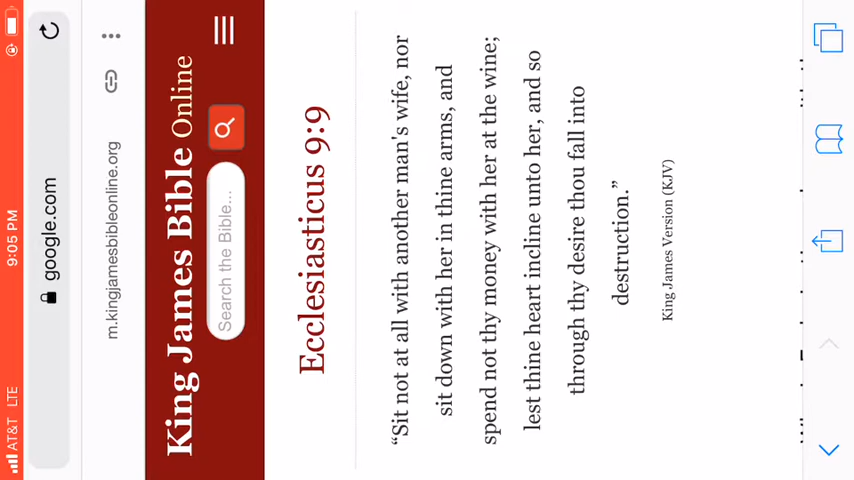 AT&T LTE 9:05 PM
google.com
m.kingjamesbibleonline.org
King James Bible Online
Search the Bible...
Ecclesiasticus 9:9
“Sit not at all with another man's wife, nor
sit down with her in thine arms, and
spend not thy money with her at the wine;
lest thine heart incline unto her, and so
through thy desire thou fall into
destruction.”
King James Version (KJV)